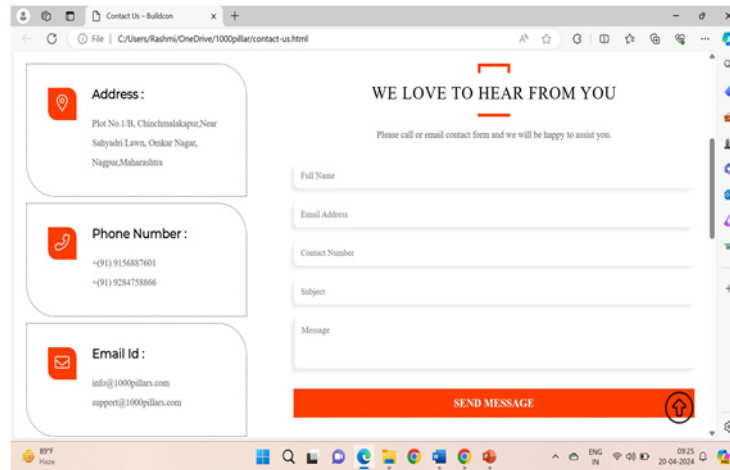 Contact Us – Buildcon
File | C:/Users/Rashmi/OneDrive/1000pillar/contact-us.html
Address :
Plot No.1/B, Chinchmalakapur,Near
Sahyadri Lawn, Omkar Nagar,
Nagpur,Maharashtra
Phone Number :
+(91) 9156887601
+(91) 9284758866
Email Id :
info@1000pillars.com
support@1000pillars.com
WE LOVE TO HEAR FROM YOU
Please call or email contact form and we will be happy to assist you.
Full Name
Email Address
Contact Number
Subject
Message
SEND MESSAGE
89°F
Haze
ENG
IN
09:25
20-04-2024